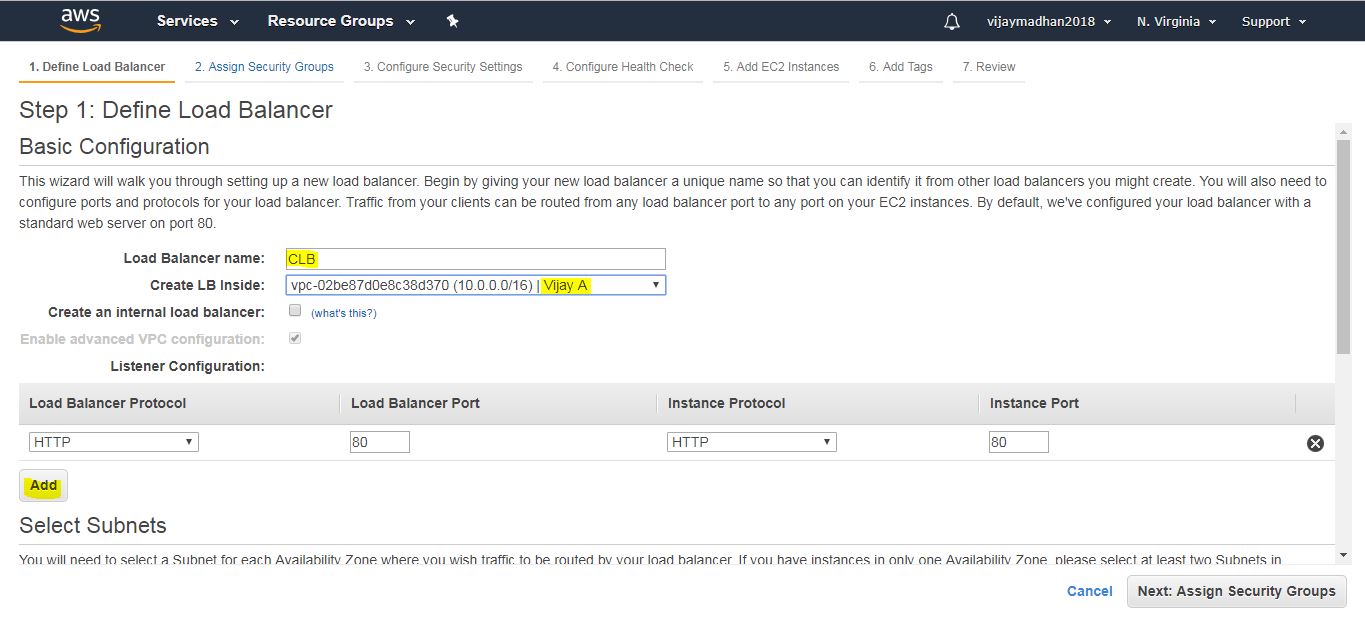 aws Services Resource Groups vijaymadhan2018 N. Virginia Support
1. Define Load Balancer 2. Assign Security Groups 3. Configure Security Settings 4. Configure Health Check 5. Add EC2 Instances 6. Add Tags 7. Review
Step 1: Define Load Balancer
Basic Configuration
This wizard will walk you through setting up a new load balancer. Begin by giving your new load balancer a unique name so that you can identify it from other load balancers you might create. You will also need to
configure ports and protocols for your load balancer. Traffic from your clients can be routed from any load balancer port to any port on your EC2 instances. By default, we've configured your load balancer with a
standard web server on port 80.
Load Balancer name: CLB
Create LB Inside: vpc-02be87d0e8c38d370 (10.0.0.0/16) | Vijay A
Create an internal load balancer: (what's this?)
Enable advanced VPC configuration:
Listener Configuration:
Load Balancer Protocol Load Balancer Port Instance Protocol Instance Port
HTTP 80 HTTP 80
Add
Select Subnets
You will need to select a Subnet for each Availability Zone where you wish traffic to be routed by your load balancer. If you have instances in only one Availability Zone, please select at least two Subnets in
Cancel Next: Assign Security Groups